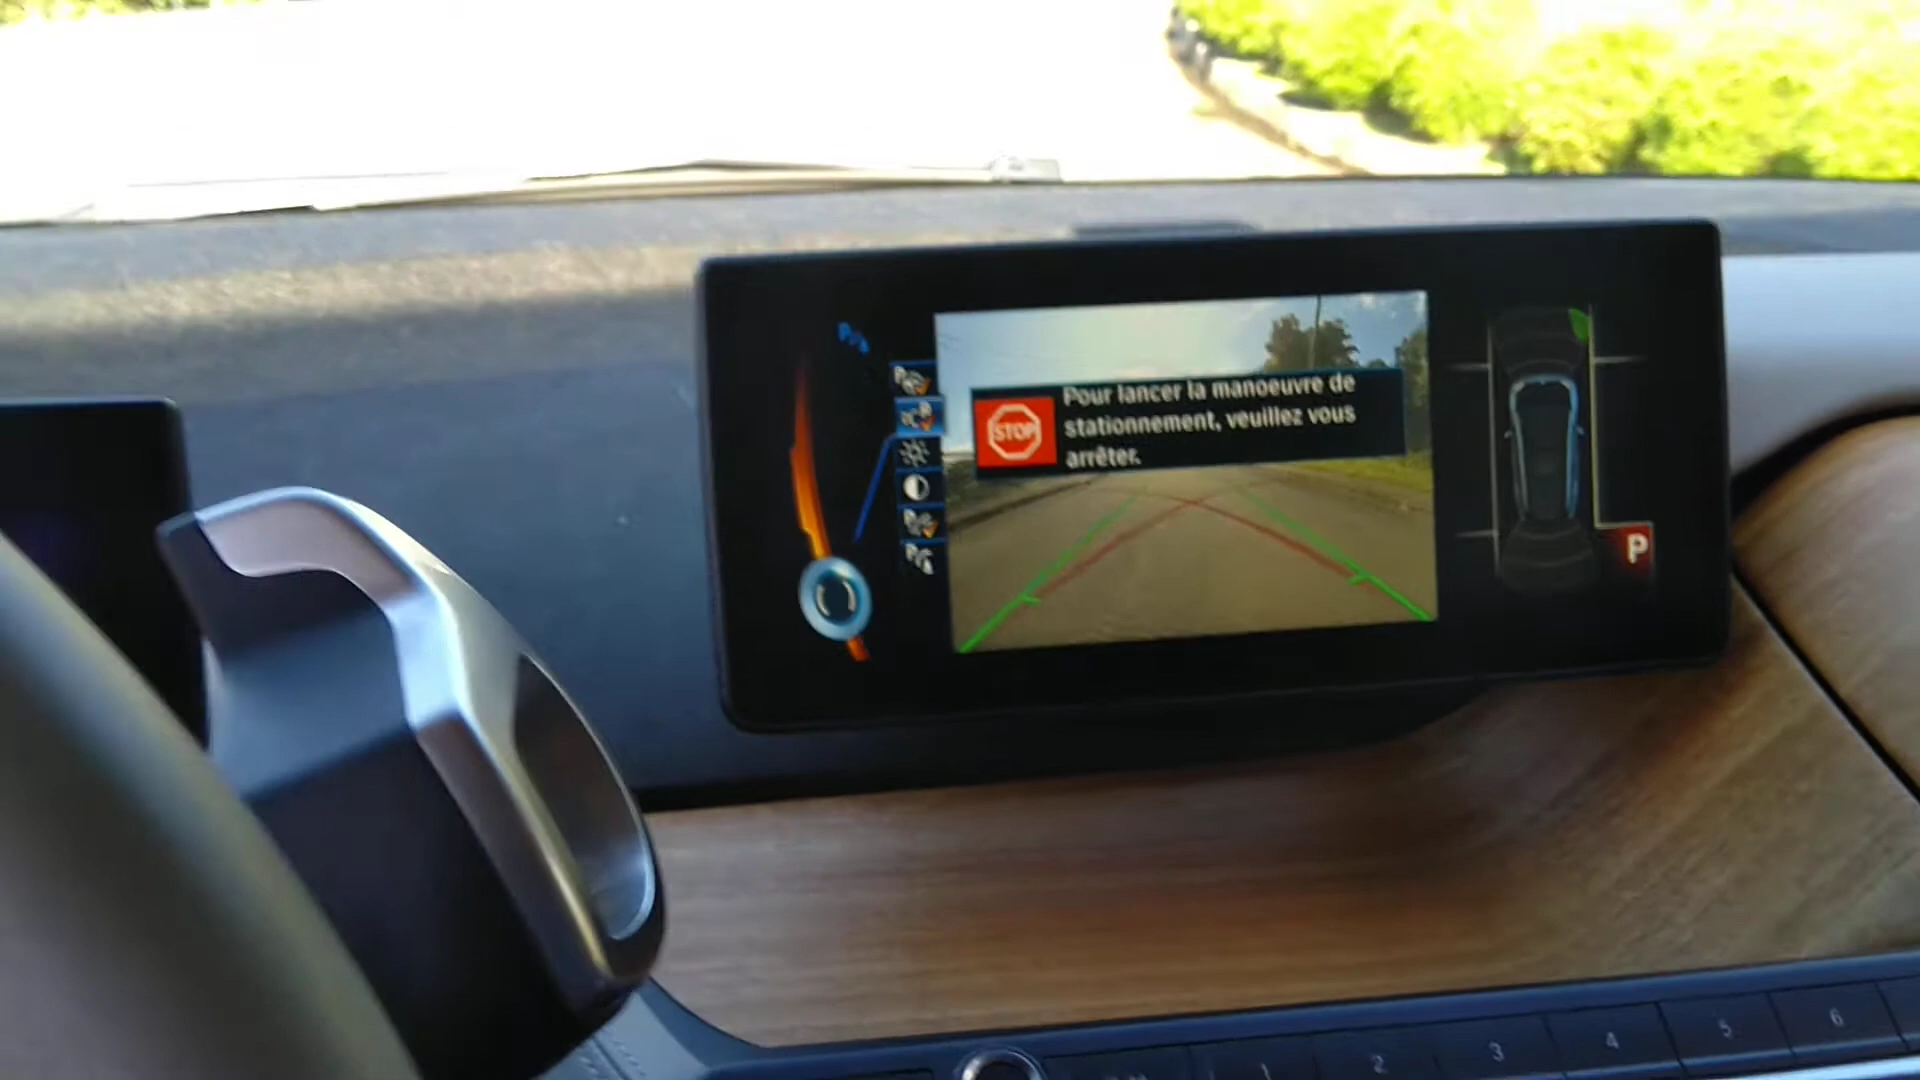 STOP
Pour lancer la manoeuvre de
stationnement, veuillez vous
arrêter.
P
1
2
3
4
5
6